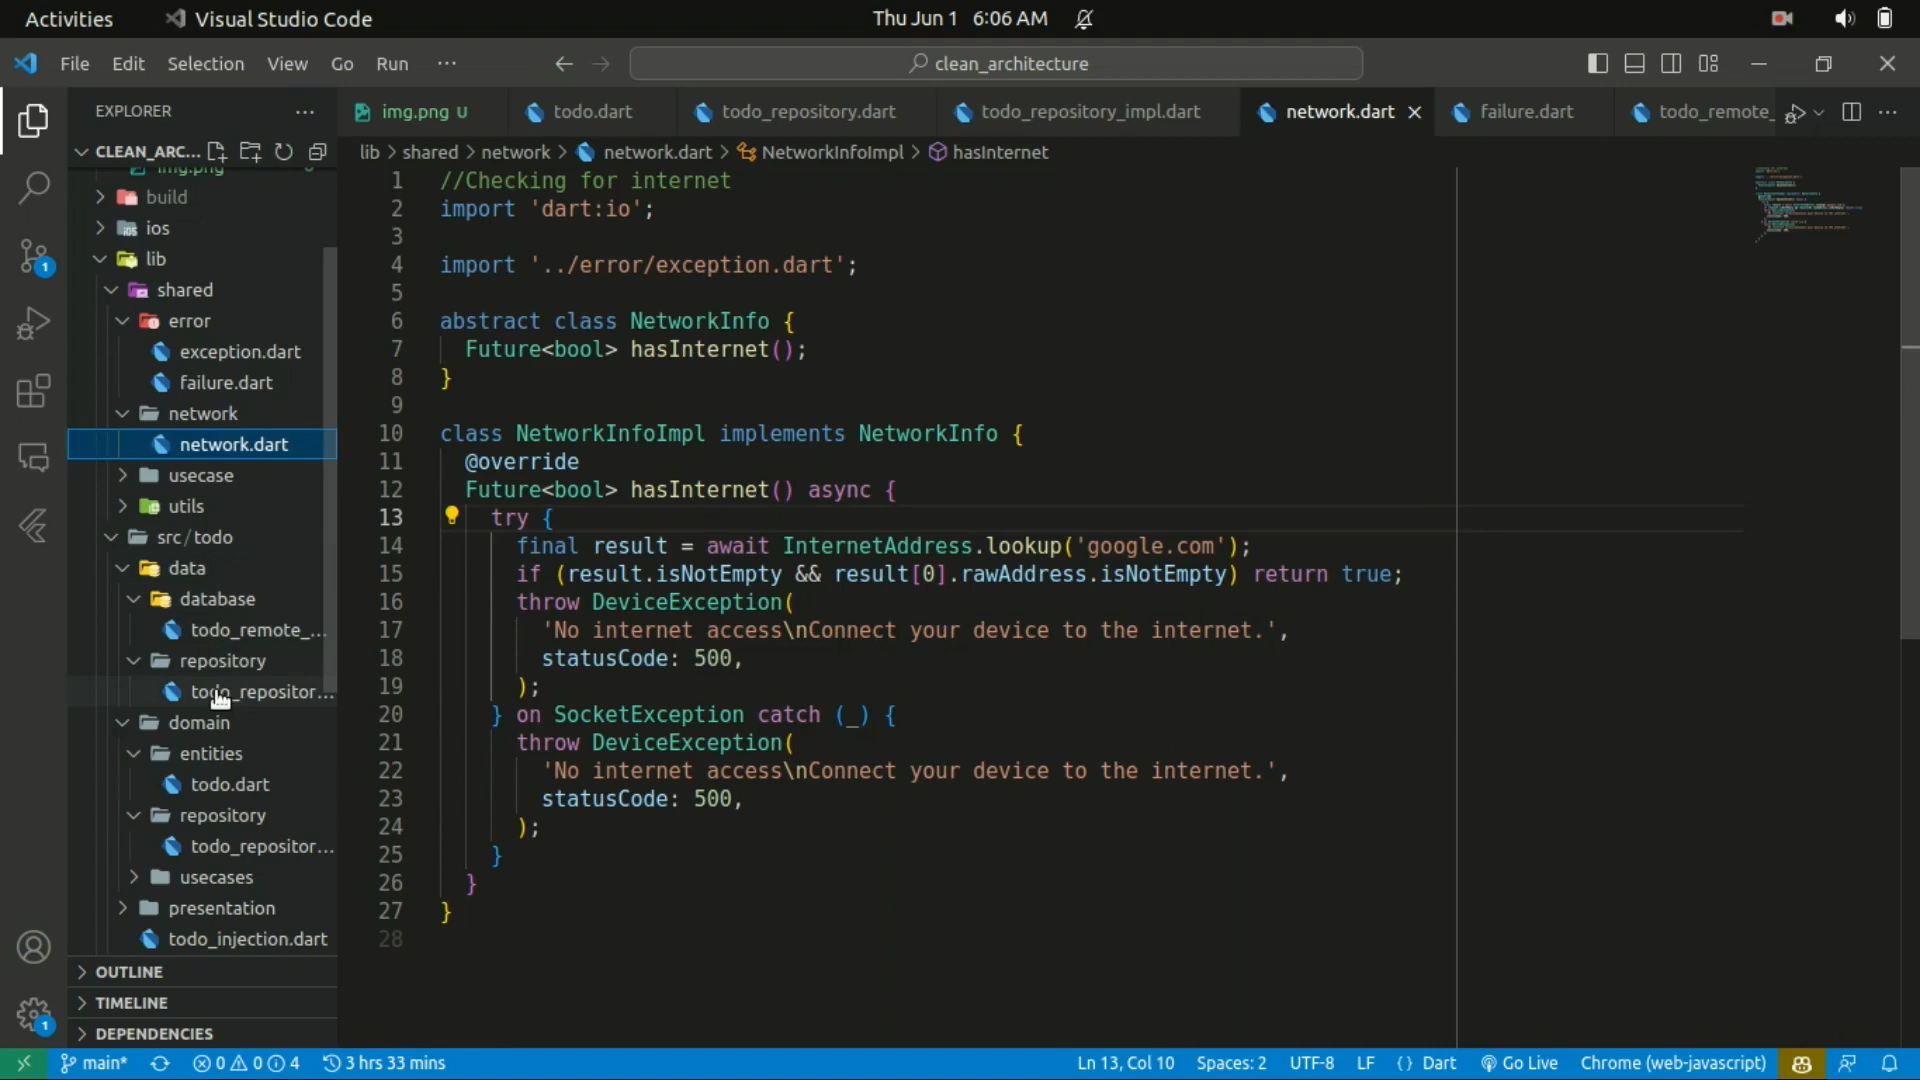 Activities
Visual Studio Code
Thu Jun 1 6:06 AM
File Edit Selection View Go Run ···
clean_architecture
EXPLORER
img.png U
todo.dart
todo_repository.dart
todo_repository_impl.dart
network.dart
failure.dart
todo_remote_
CLEAN_ARC...
lib > shared > network > network.dart > NetworkInfoImpl > hasInternet
img.png
build
ios
lib
shared
error
exception.dart
failure.dart
network
network.dart
usecase
utils
src/todo
data
database
todo_remote_...
repository
todo_repositor...
domain
entities
todo.dart
repository
todo_repositor...
usecases
presentation
todo_injection.dart
OUTLINE
TIMELINE
DEPENDENCIES
1 //Checking for internet
2 import 'dart:io';
3
4 import '../error/exception.dart';
5
6 abstract class NetworkInfo {
7 Future<bool> hasInternet();
8 }
9
10 class NetworkInfoImpl implements NetworkInfo {
11 @override
12 Future<bool> hasInternet() async {
13 try {
14 final result = await InternetAddress.lookup('google.com');
15 if (result.isNotEmpty && result[0].rawAddress.isNotEmpty) return true;
16 throw DeviceException(
17 'No internet access\nConnect your device to the internet.',
18 statusCode: 500,
19 );
20 } on SocketException catch (_) {
21 throw DeviceException(
22 'No internet access\nConnect your device to the internet.',
23 statusCode: 500,
24 );
25 }
26 }
27 }
28
1
1
main* 0 0 4 3 hrs 33 mins
Ln 13, Col 10 Spaces: 2 UTF-8 LF {} Dart Go Live Chrome (web-javascript)